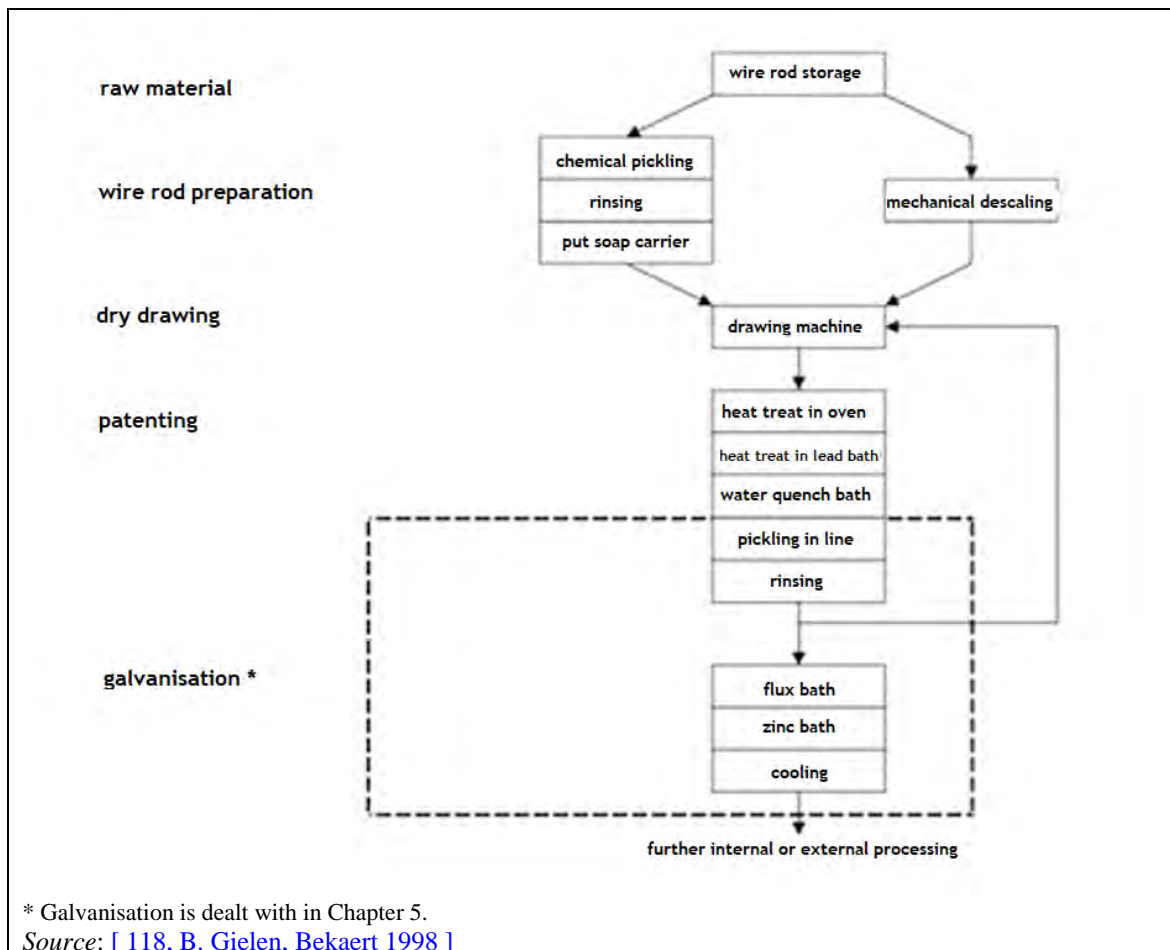 raw material
wire rod storage
wire rod preparation
chemical pickling
rinsing
put soap carrier
mechanical descaling
dry drawing
drawing machine
patenting
heat treat in oven
heat treat in lead bath
water quench bath
pickling in line
rinsing
galvanisation *
flux bath
zinc bath
cooling
further internal or external processing
* Galvanisation is dealt with in Chapter 5.
Source: [ 118, B. Gielen, Bekaert 1998 ]